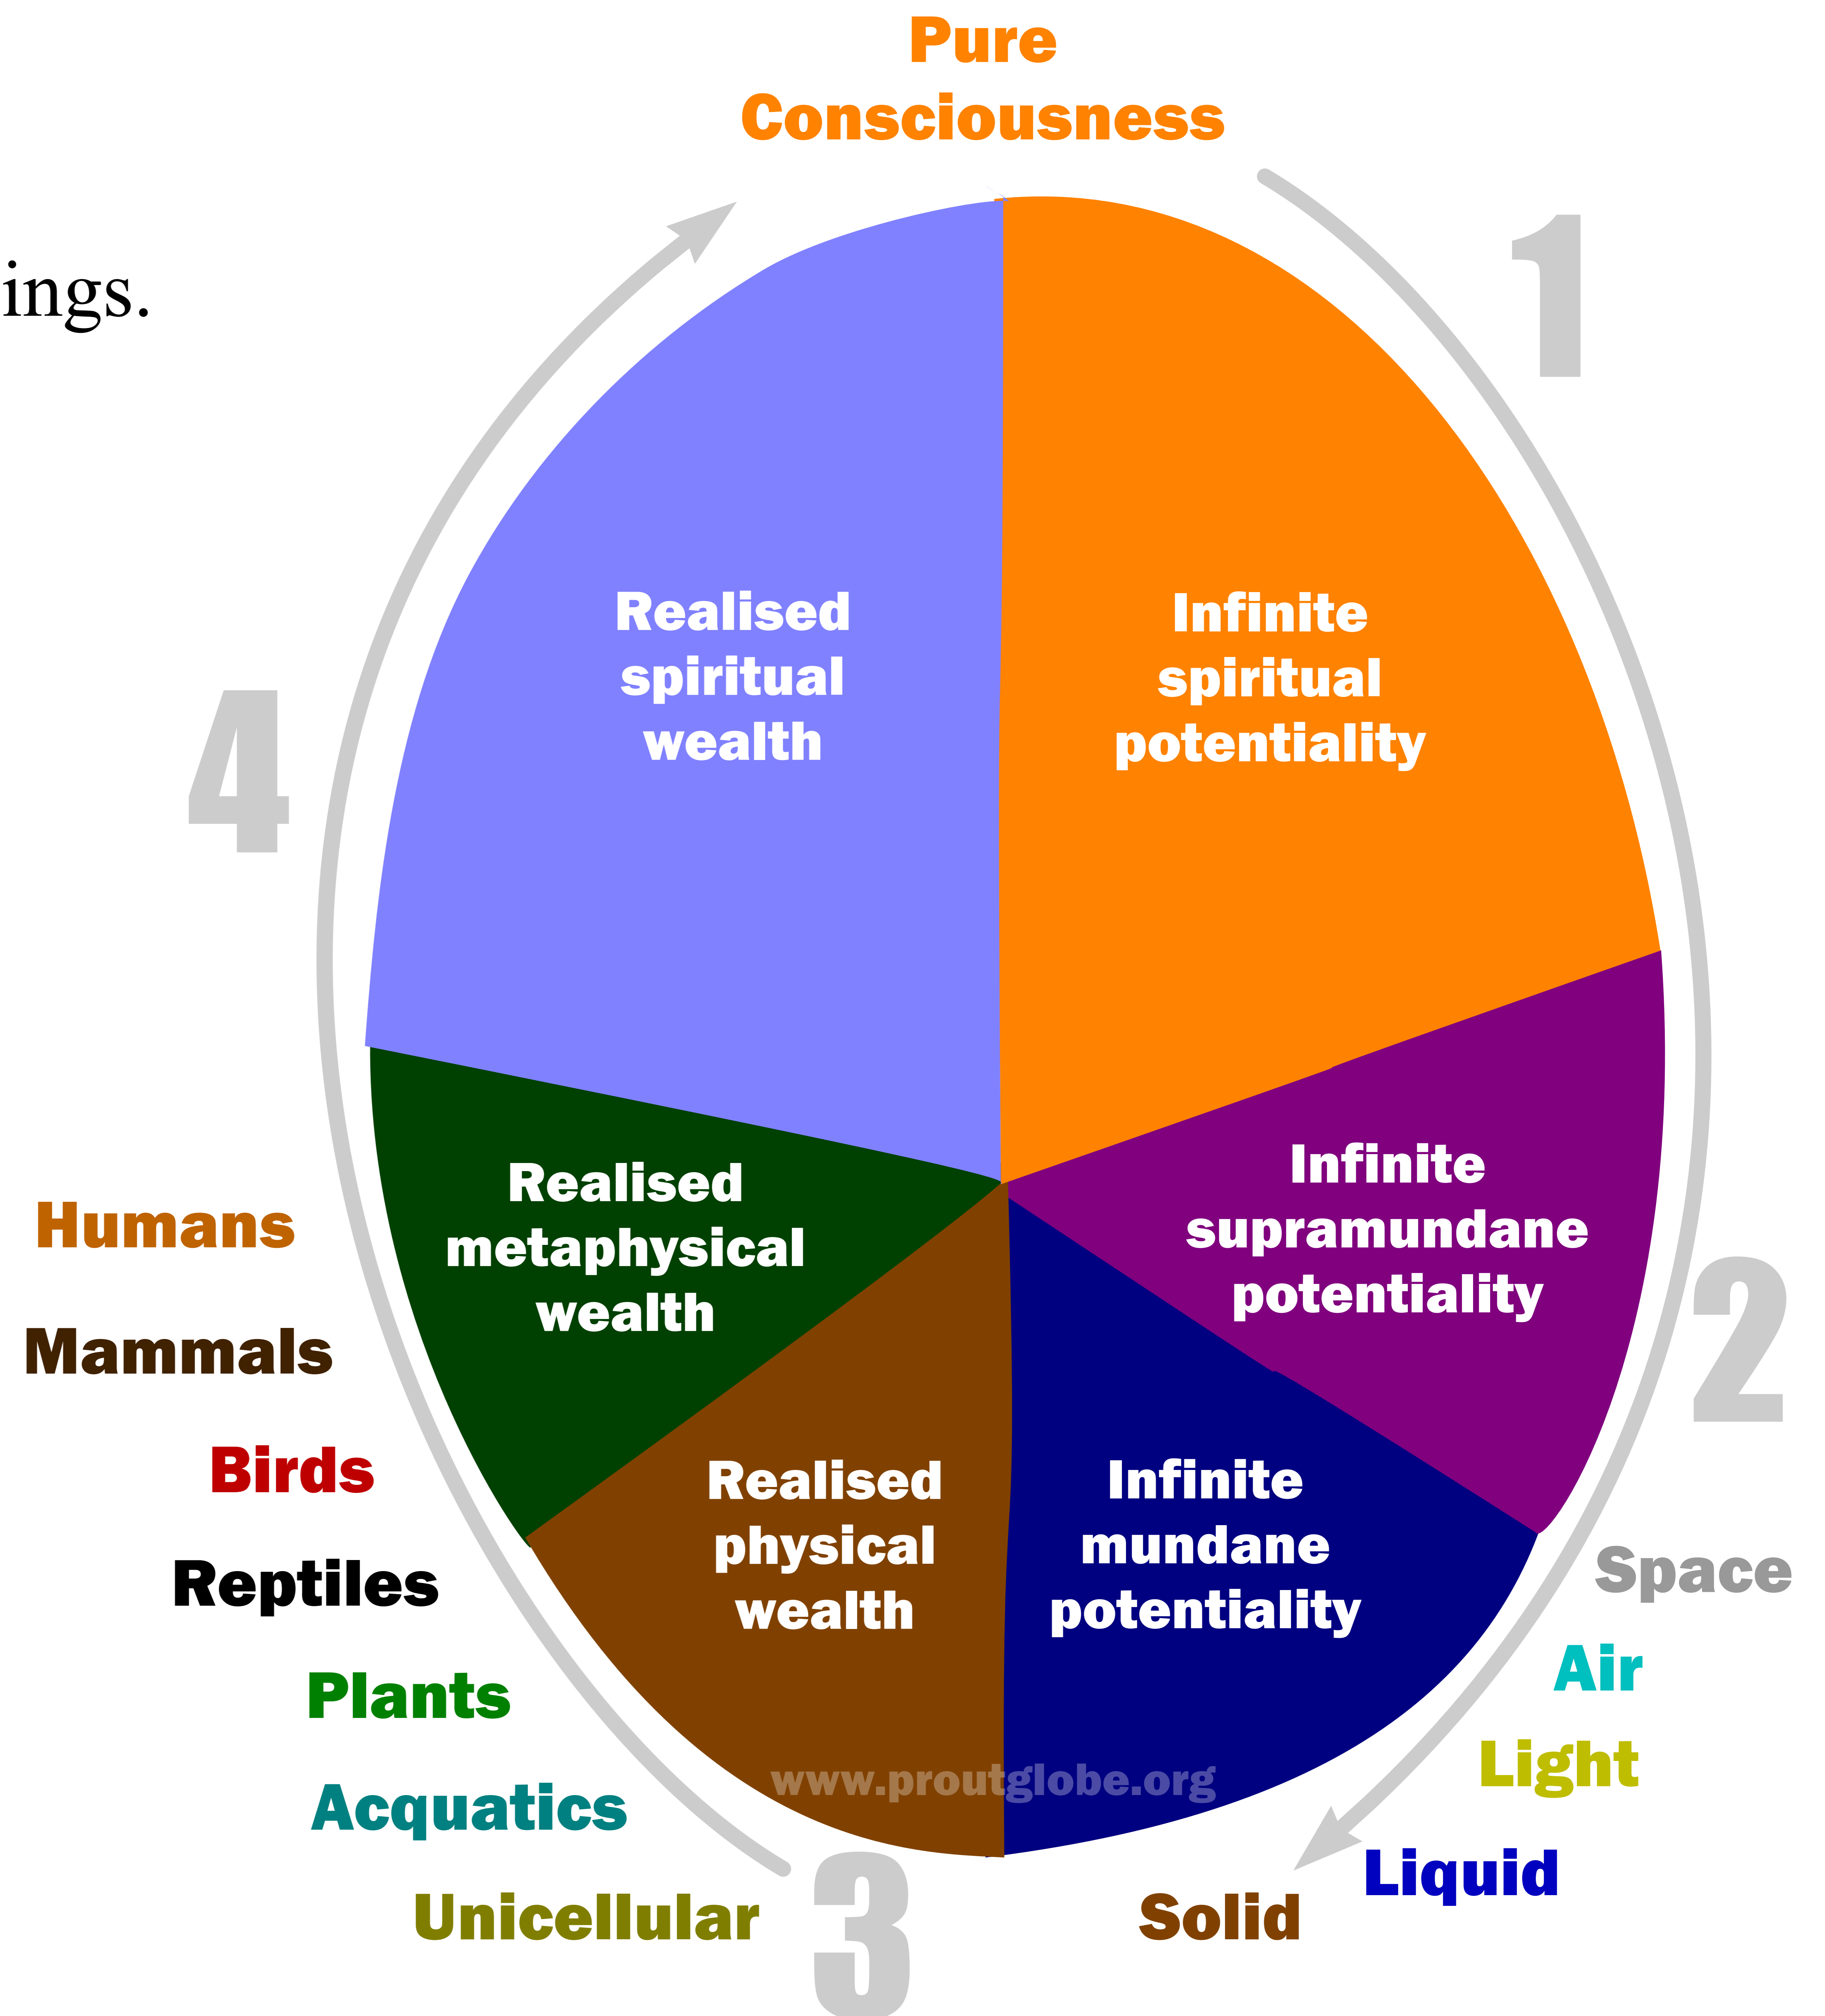 Pure
Consciousness
ings.
1
Realised
spiritual
wealth
Infinite
spiritual
potentiality
4
Realised
metaphysical
wealth
Infinite
supramundane
potentiality
2
Humans
Mammals
Birds
Reptiles
Plants
Acquatics
Unicellular
Realised
physical
wealth
Infinite
mundane
potentiality
Space
Air
Light
Liquid
Solid
www.proutglobe.org
3